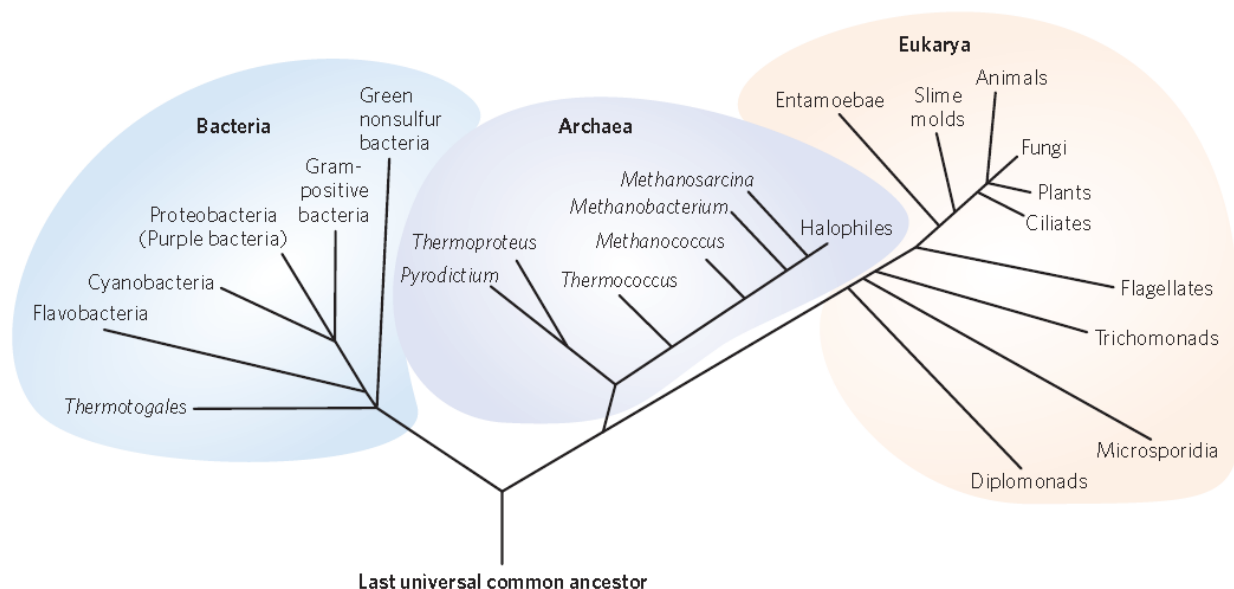 Eukarya
Bacteria
Green
nonsulfur
bacteria
Gram-
positive
bacteria
Proteobacteria
(Purple bacteria)
Cyanobacteria
Flavobacteria
Thermotogales
Archaea
Methanosarcina
Methanobacterium
Methanococcus
Halophiles
Thermoproteus
Pyrodictium
Thermococcus
Entamoebae
Slime
molds
Animals
Fungi
Plants
Ciliates
Flagellates
Trichomonads
Microsporidia
Diplomonads
Last universal common ancestor